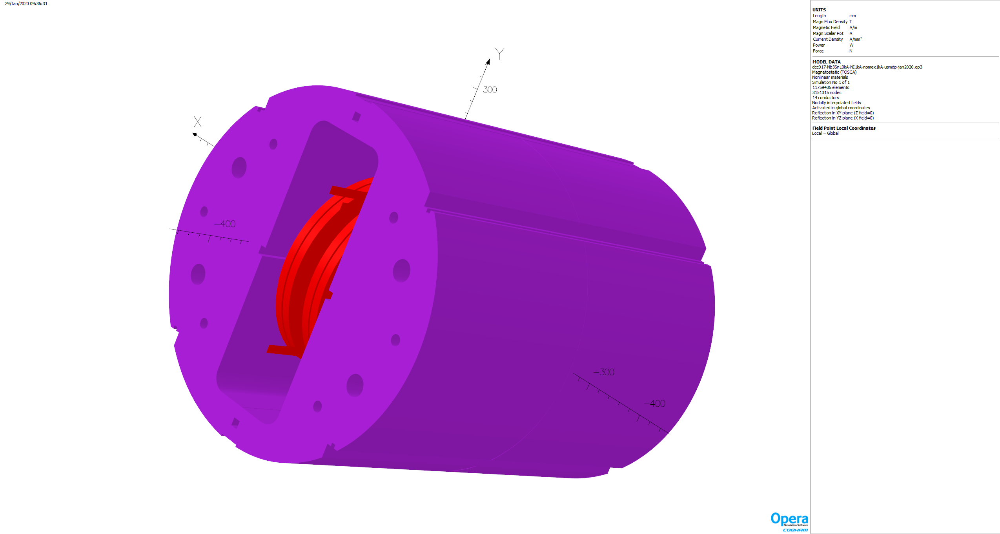 29/Jan/2020 09:36:31
UNITS
Length mm
Magn Flux Density T
Magnetic Field A/m
Magn Scalar Pot A
Current Density A/mm²
Power W
Force N
MODEL DATA
dcc017-Nb3Sn10kA-NI1kA-nomex1kA-usmdp-jan2020.op3
Magnetostatic (TOSCA)
Nonlinear materials
Simulation No 1 of 1
11759436 elements
3151015 nodes
14 conductors
Nodally interpolated fields
Activated in global coordinates
Reflection in XY plane (Z field=0)
Reflection in YZ plane (X field=0)
Field Point Local Coordinates
Local = Global
Y
300
X
-400
-300
-400
Opera
Simulation Software
COBHAM